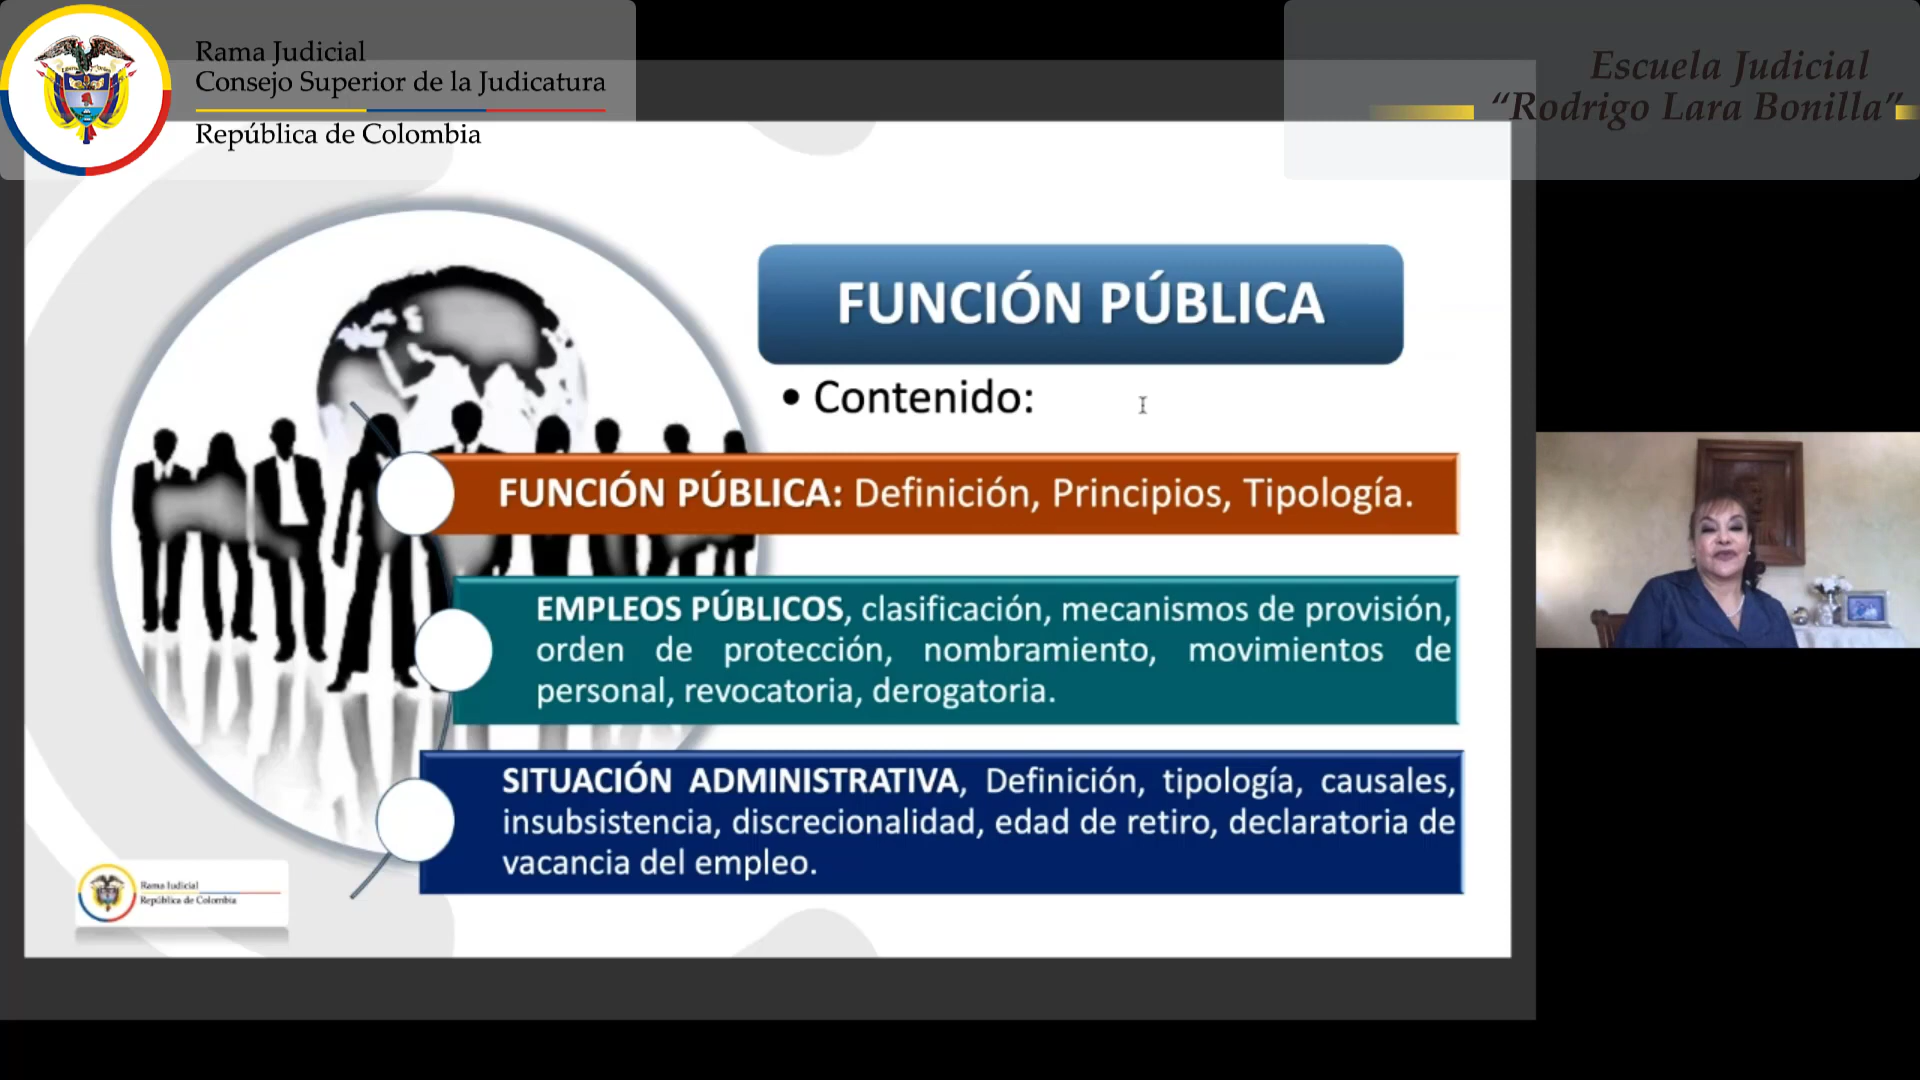 Rama Judicial
Consejo Superior de la Judicatura
República de Colombia
Escuela Judicial
“Rodrigo Lara Bonilla”
FUNCIÓN PÚBLICA
• Contenido:
FUNCIÓN PÚBLICA: Definición, Principios, Tipología.
EMPLEOS PÚBLICOS, clasificación, mecanismos de provisión,
orden de protección, nombramiento, movimientos de
personal, revocatoria, derogatoria.
SITUACIÓN ADMINISTRATIVA, Definición, tipología, causales,
insubsistencia, discrecionalidad, edad de retiro, declaratoria de
vacancia del empleo.
Rama Judicial
República de Colombia